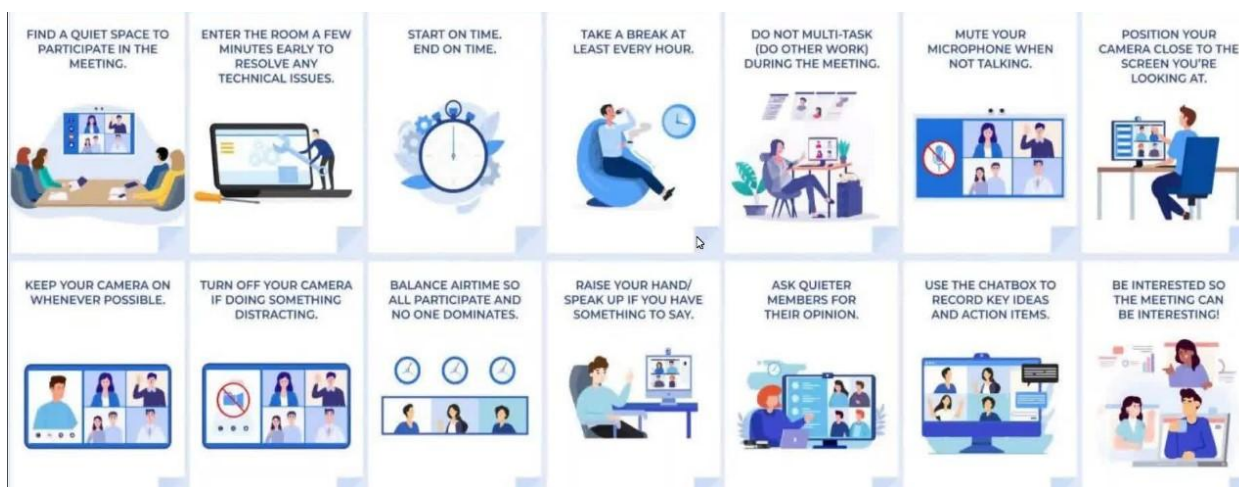 FIND A QUIET SPACE TO
PARTICIPATE IN THE
MEETING.
ENTER THE ROOM A FEW
MINUTES EARLY TO
RESOLVE ANY
TECHNICAL ISSUES.
START ON TIME.
END ON TIME.
TAKE A BREAK AT
LEAST EVERY HOUR.
DO NOT MULTI-TASK
(DO OTHER WORK)
DURING THE MEETING.
MUTE YOUR
MICROPHONE WHEN
NOT TALKING.
POSITION YOUR
CAMERA CLOSE TO THE
SCREEN YOU'RE
LOOKING AT.
KEEP YOUR CAMERA ON
WHENEVER POSSIBLE.
TURN OFF YOUR CAMERA
IF DOING SOMETHING
DISTRACTING.
BALANCE AIRTIME SO
ALL PARTICIPATE AND
NO ONE DOMINATES.
RAISE YOUR HAND/
SPEAK UP IF YOU HAVE
SOMETHING TO SAY.
ASK QUIETER
MEMBERS FOR
THEIR OPINION.
USE THE CHATBOX TO
RECORD KEY IDEAS
AND ACTION ITEMS.
BE INTERESTED SO
THE MEETING CAN
BE INTERESTING!